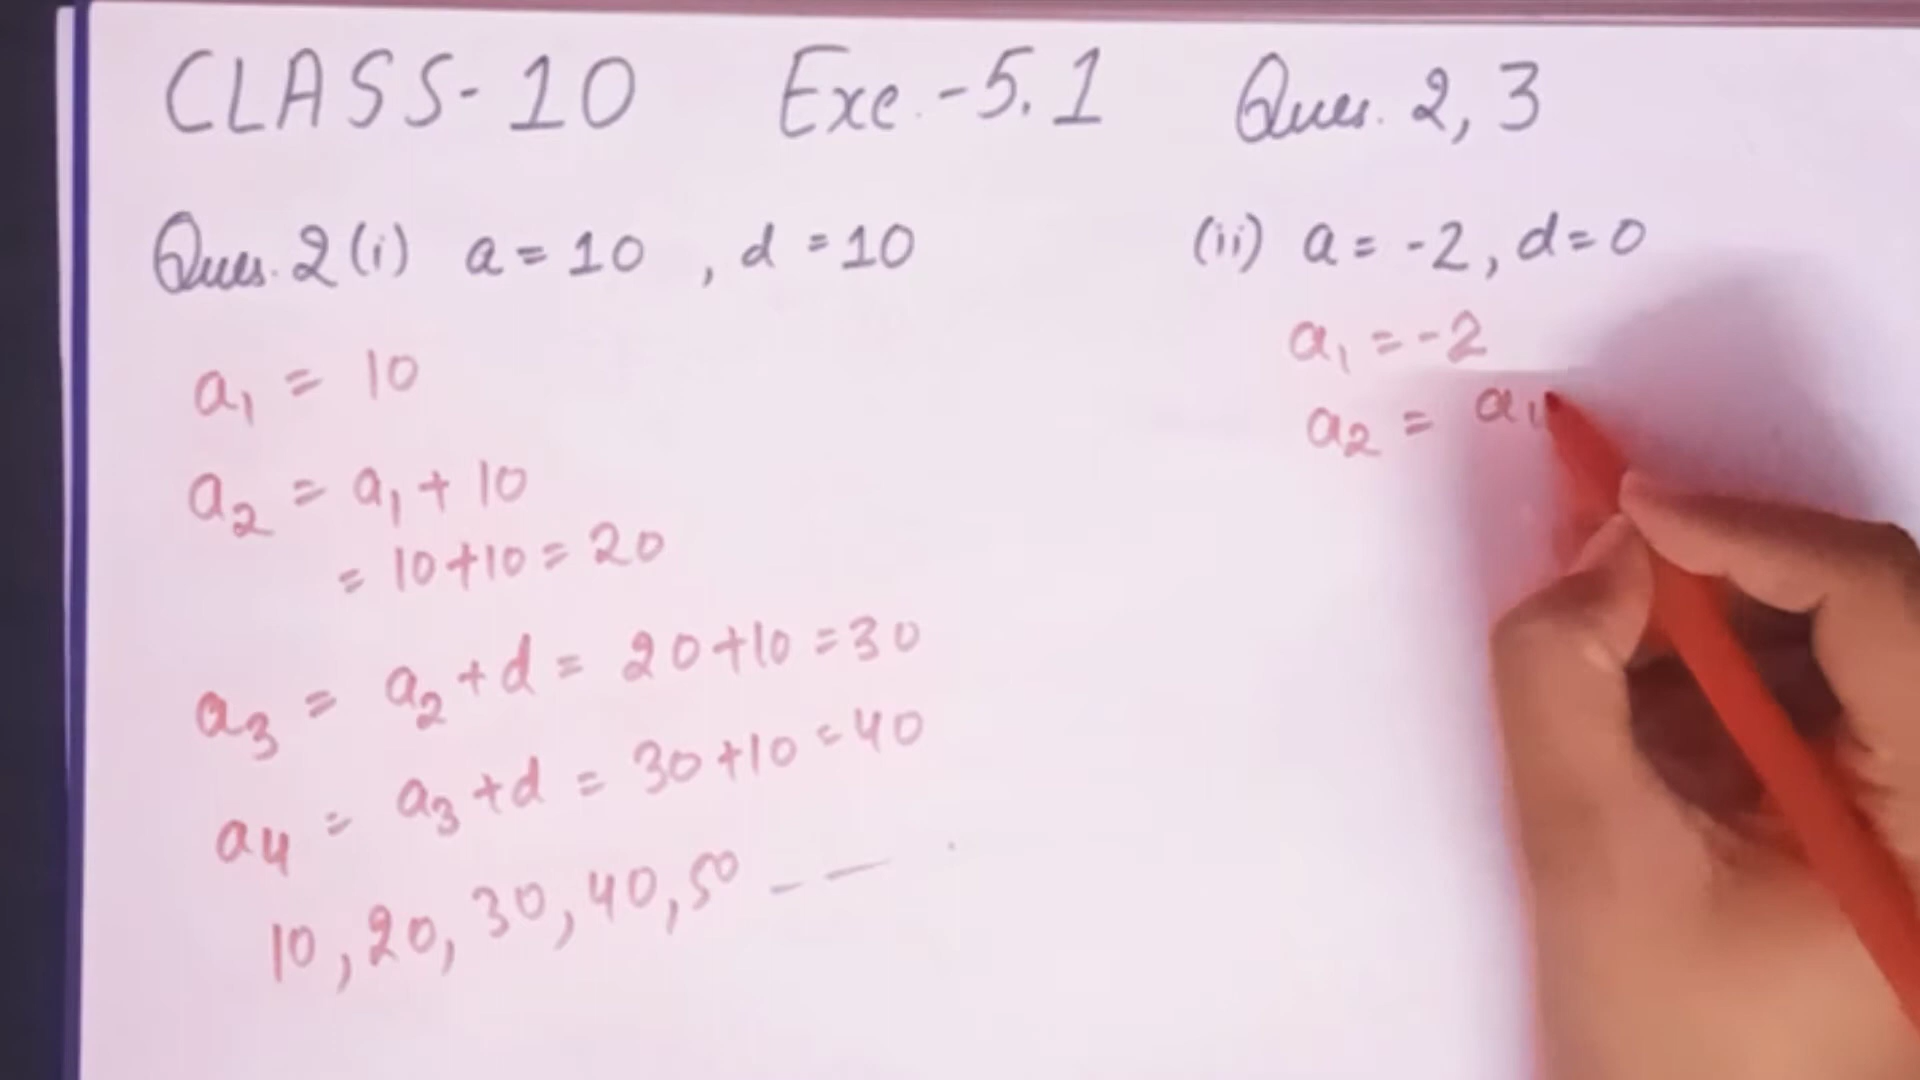 CLASS-10 Exe.-5.1 Ques. 2, 3
Ques. 2(i) a=10, d=10
a₁ = 10
a₂ = a₁+10
= 10+10=20
a₃ = a₂+d= 20+10=30
a₄ = a₃+d = 30+10=40
10, 20, 30, 40, 50 - —
(ii) a= -2, d=0
a₁ = -2
a₂ = a₁